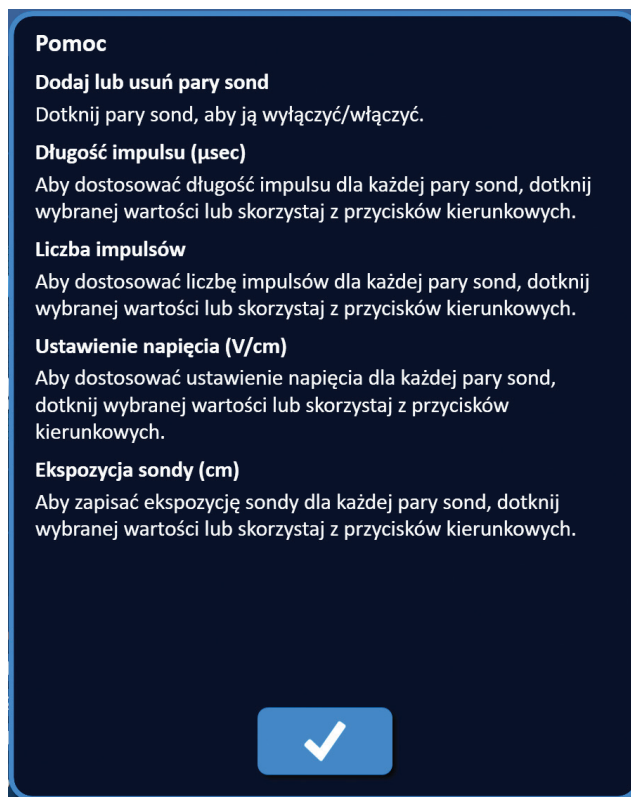 Pomoc
Dodaj lub usuń pary sond
Dotknij pary sond, aby ją wyłączyć/włączyć.
Długość impulsu (µsec)
Aby dostosować długość impulsu dla każdej pary sond, dotknij
wybranej wartości lub skorzystaj z przycisków kierunkowych.
Liczba impulsów
Aby dostosować liczbę impulsów dla każdej pary sond, dotknij
wybranej wartości lub skorzystaj z przycisków kierunkowych.
Ustawienie napięcia (V/cm)
Aby dostosować ustawienie napięcia dla każdej pary sond,
dotknij wybranej wartości lub skorzystaj z przycisków
kierunkowych.
Ekspozycja sondy (cm)
Aby zapisać ekspozycję sondy dla każdej pary sond, dotknij
wybranej wartości lub skorzystaj z przycisków kierunkowych.